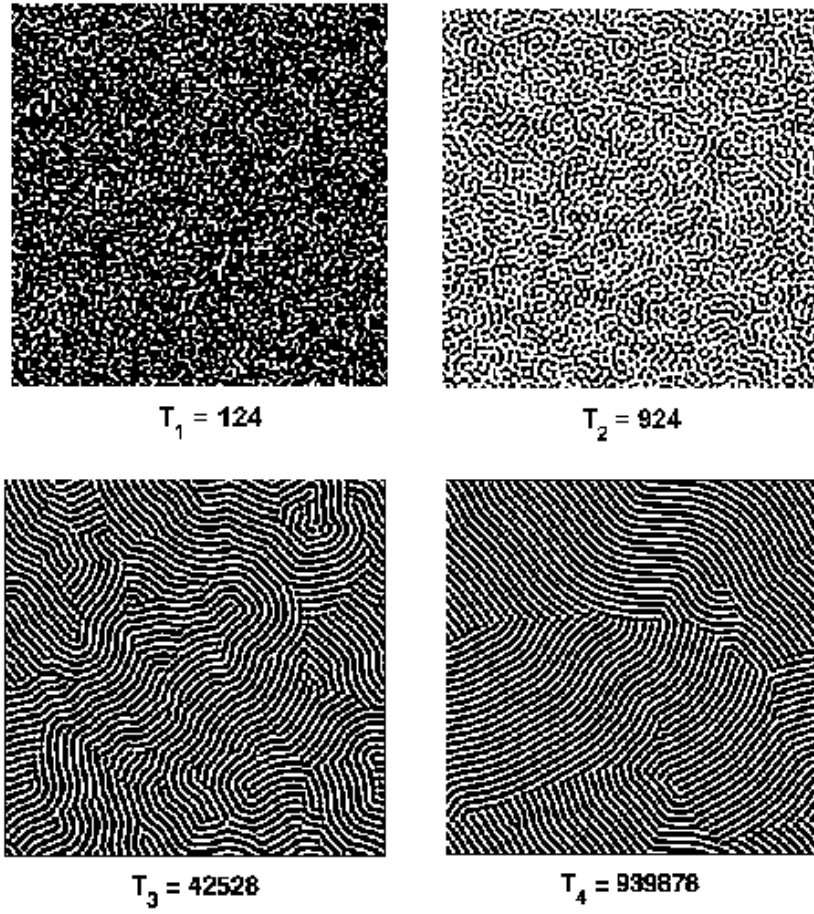 T₁ = 124
T₂ = 924
T₃ = 42528
T₄ = 939878